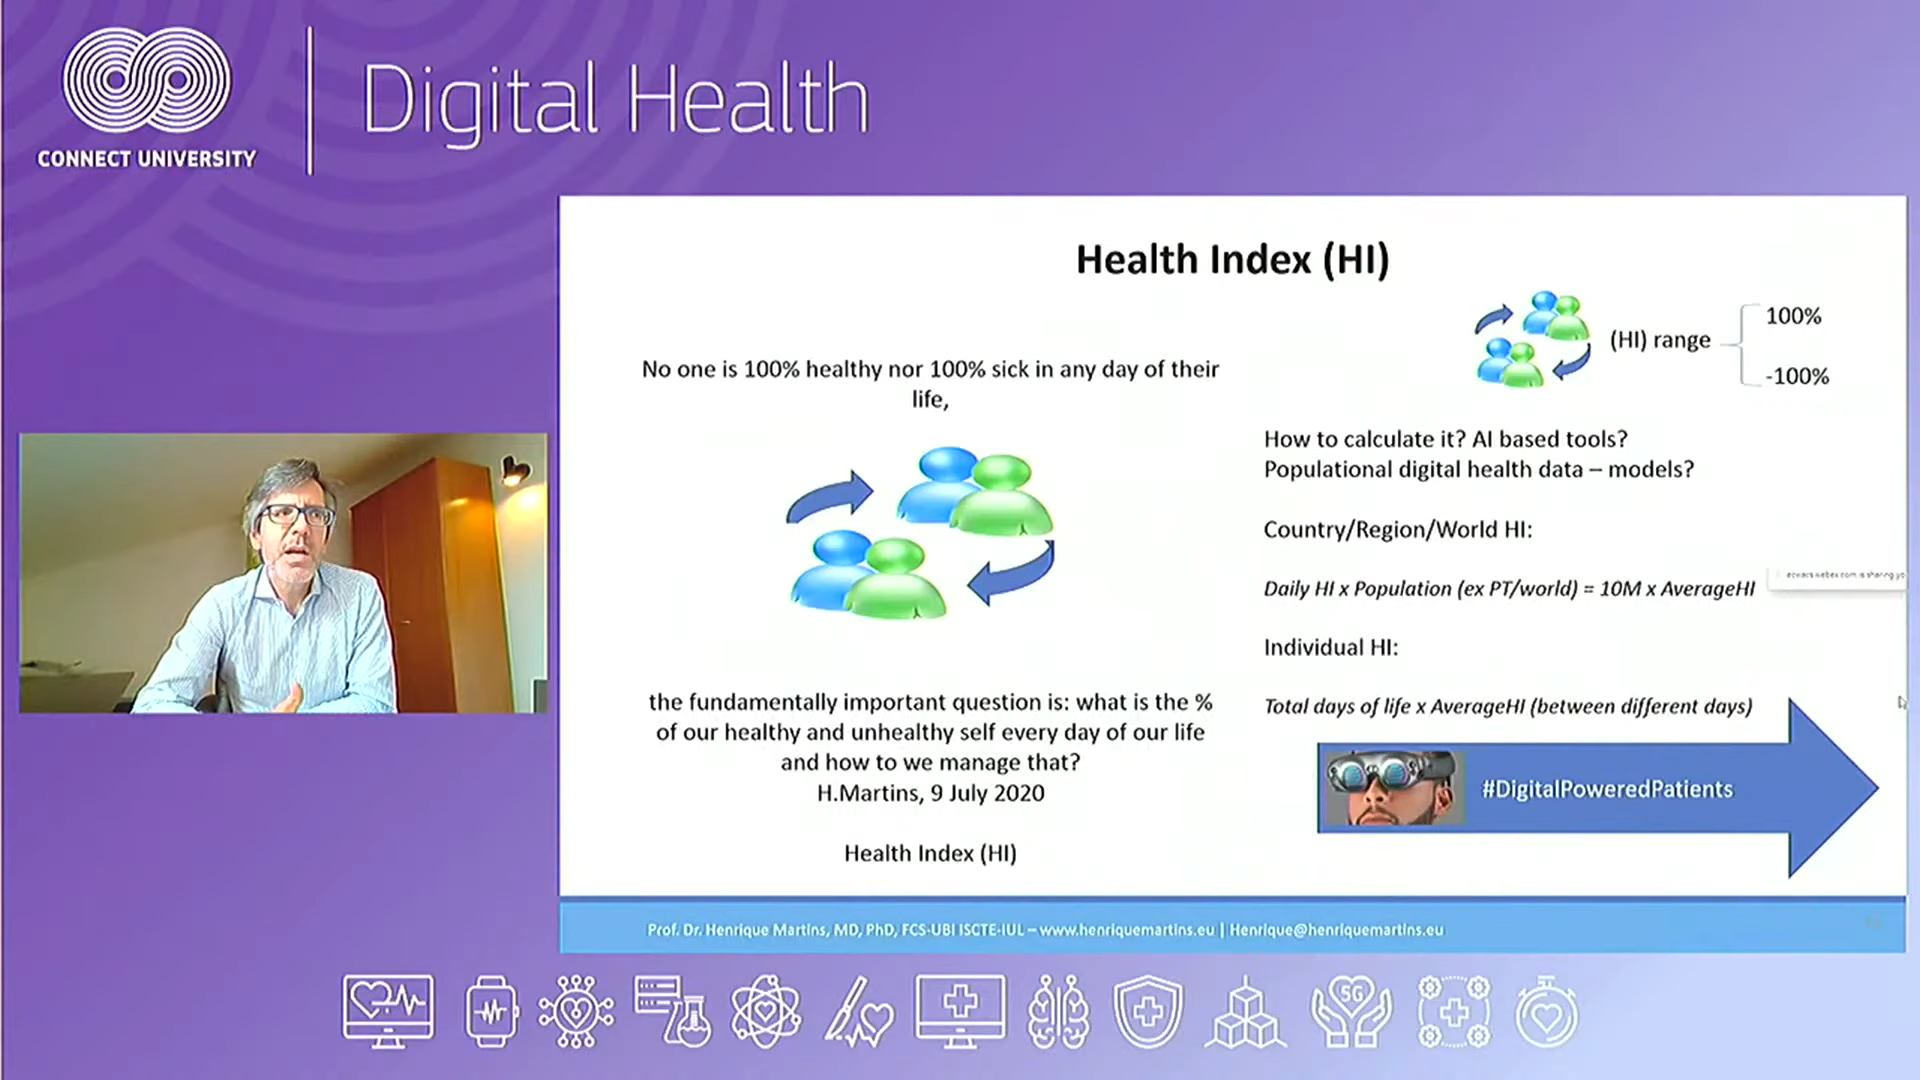 CONNECT UNIVERSITY
Digital Health
Health Index (HI)
No one is 100% healthy nor 100% sick in any day of their
life,
the fundamentally important question is: what is the %
of our healthy and unhealthy self every day of our life
and how to we manage that?
H.Martins, 9 July 2020
Health Index (HI)
(HI) range
100%
-100%
How to calculate it? AI based tools?
Populational digital health data – models?
Country/Region/World HI:
Daily HI x Population (ex PT/world) = 10M x AverageHI
Individual HI:
Total days of life x AverageHI (between different days)
#DigitalPoweredPatients
Prof. Dr. Henrique Martins, MD, PhD, FCS-UBI ISCTE-IUL – www.henriquemartins.eu | Henrique@henriquemartins.eu
5G